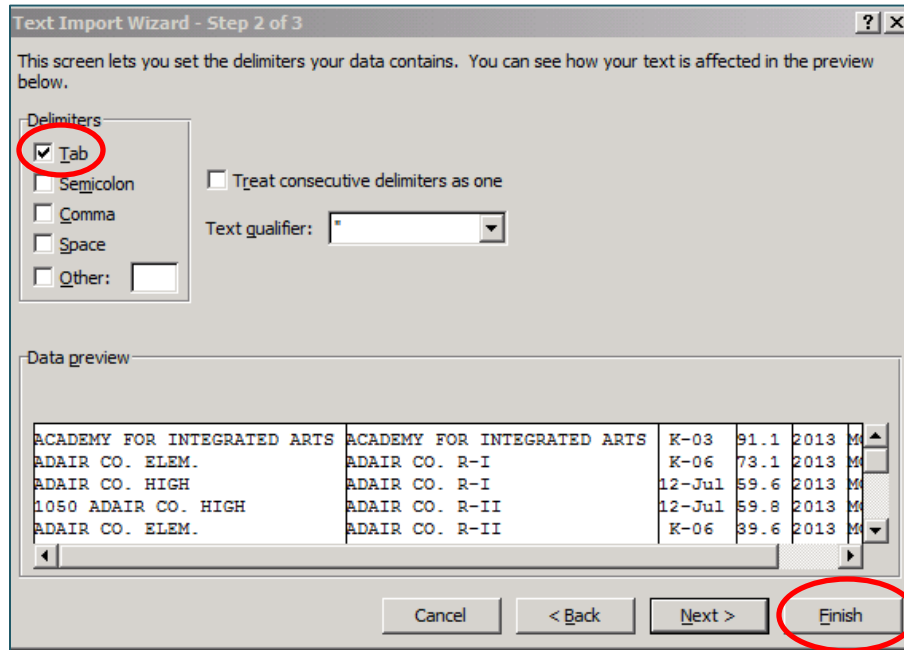 Text Import Wizard - Step 2 of 3
This screen lets you set the delimiters your data contains. You can see how your text is affected in the preview
below.
Delimiters
Tab
Semicolon
Comma
Space
Other:
Treat consecutive delimiters as one
Text qualifier: "
Data preview
ACADEMY FOR INTEGRATED ARTS ACADEMY FOR INTEGRATED ARTS K-03 91.1 2013
ADAIR CO. ELEM. ADAIR CO. R-I K-06 73.1 2013
ADAIR CO. HIGH ADAIR CO. R-I 12-Jul 59.6 2013
1050 ADAIR CO. HIGH ADAIR CO. R-II 12-Jul 59.8 2013
ADAIR CO. ELEM. ADAIR CO. R-II K-06 39.6 2013
Cancel < Back Next > Finish